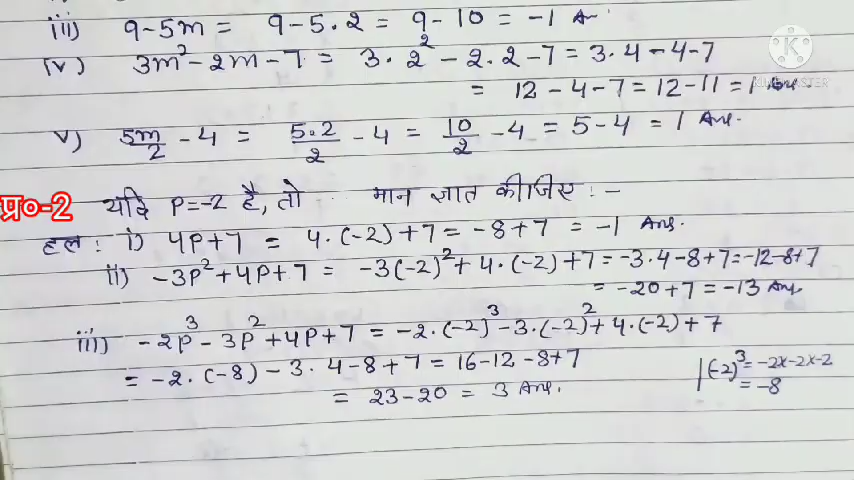 iii) 9-5m = 9-5.2 = 9-10 = -1 A
iv) 3m²-2m-7 = 3.2²-2.2-7 = 3.4-4-7
= 12-4-7 = 12-11 = 1 Ans.
v) 5m/2 - 4 = 5.2/2 - 4 = 10/2 - 4 = 5-4 = 1 Ans.
प्र०-2 यदि P=-2 है, तो मान ज्ञात कीजिए :-
हल : i) 4P+7 = 4.(-2)+7 = -8+7 = -1 Ans.
ii) -3P²+4P+7 = -3(-2)²+4.(-2)+7 = -3.4-8+7 = -12-8+7
= -20+7 = -13 Ans
iii) -2P³-3P²+4P+7 = -2.(-2)³-3.(-2)²+4.(-2)+7
= -2.(-8)-3.4-8+7 = 16-12-8+7
= 23-20 = 3 Ans.
(-2)³ = -2x-2x-2
= -8